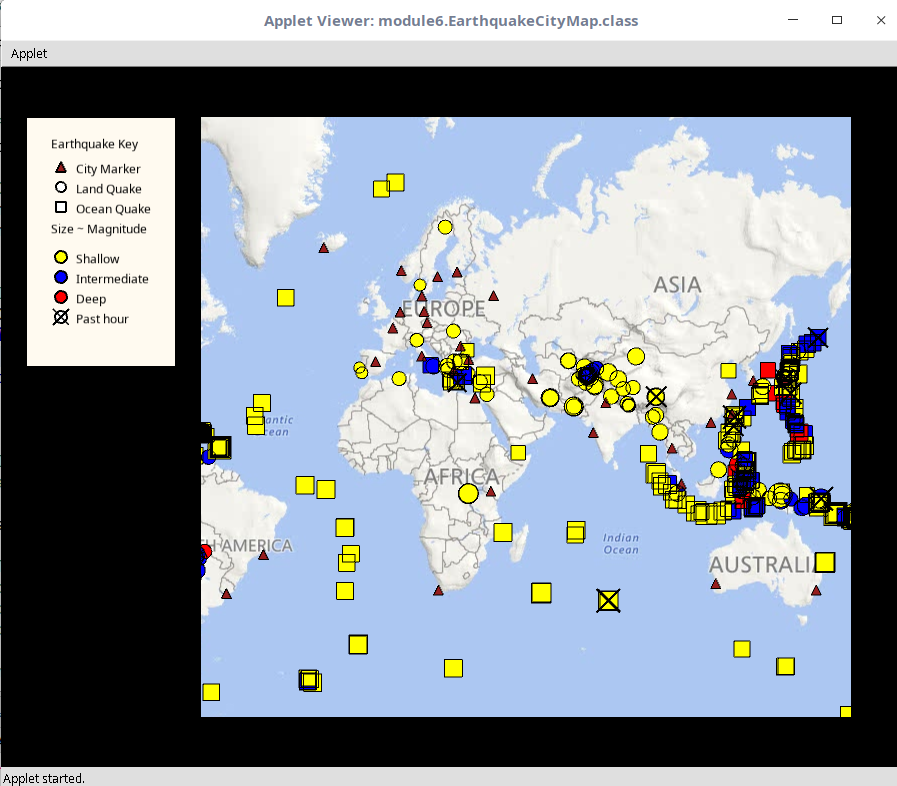 Applet Viewer: module6.EarthquakeCityMap.class
Applet
Earthquake Key
City Marker
Land Quake
Ocean Quake
Size ~ Magnitude
Shallow
Intermediate
Deep
Past hour
ASIA
EUROPE
antic
cean
AFRICA
TH AMERICA
Indian
Ocean
AUSTRALI
Applet started.